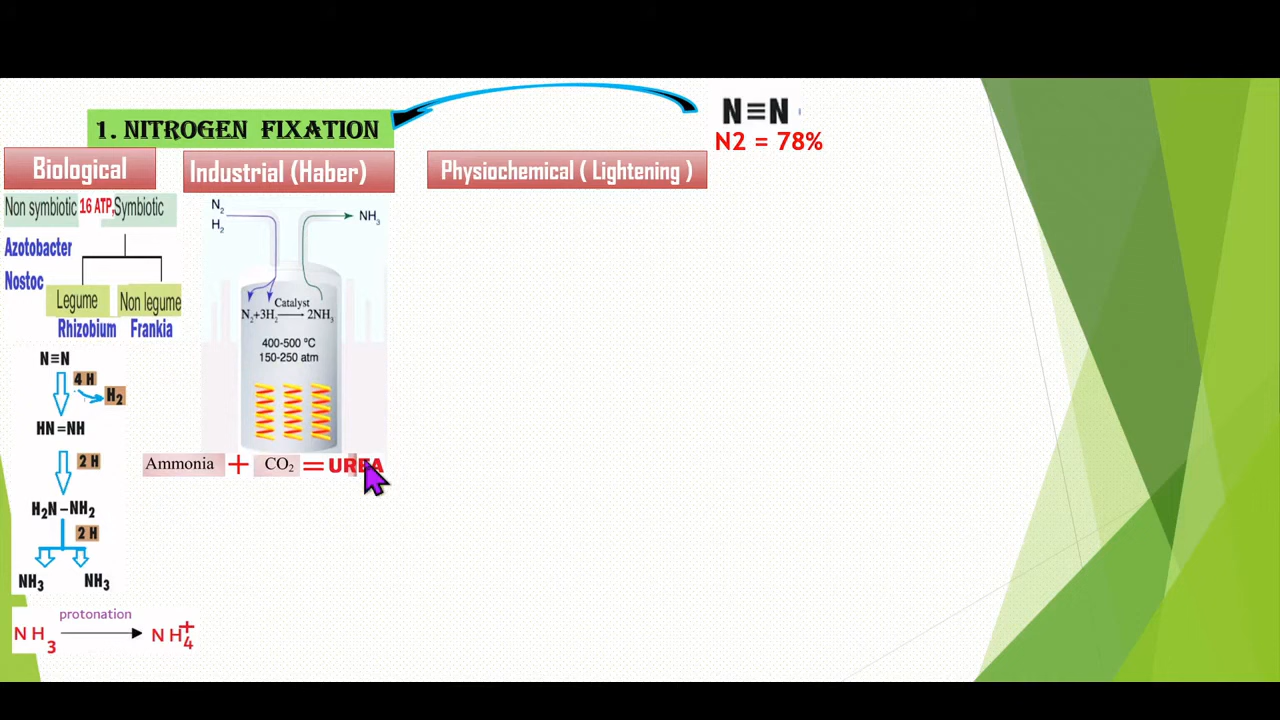 1. NITROGEN FIXATION
N≡N
N2 = 78%
Biological
Industrial (Haber)
Physiochemical ( Lightening )
Non symbiotic 16 ATP, Symbiotic
Azotobacter
Nostoc
Legume Non legume
Rhizobium Frankia
N≡N
4 H
H2
HN =NH
2 H
H2N –NH2
2 H
NH3 NH3
protonation
NH3 NH4+
N2
H2
NH3
Catalyst
N2+3H2 → 2NH3
400-500 ºC
150-250 atm
Ammonia + CO2 = UREA